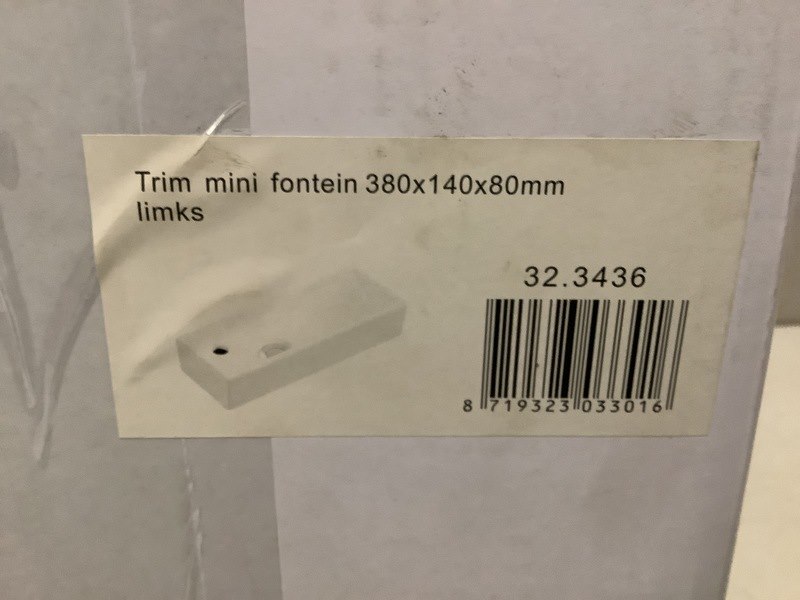 Trim mini fontein 380x140x80mm
limks
32.3436
8 719323 033016